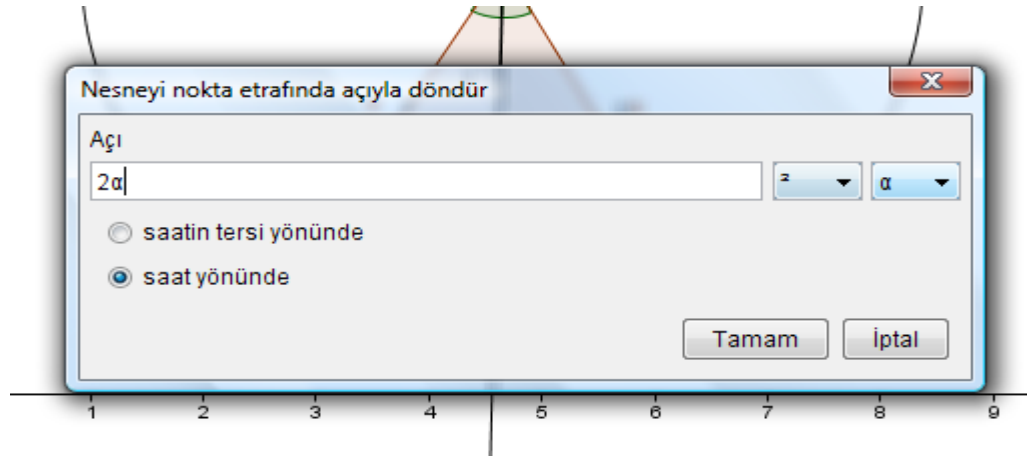 Nesneyi nokta etrafında açıyla döndür
Açı
2α ² α
saatin tersi yönünde
saat yönünde
Tamam İptal
1 2 3 4 5 6 7 8 9